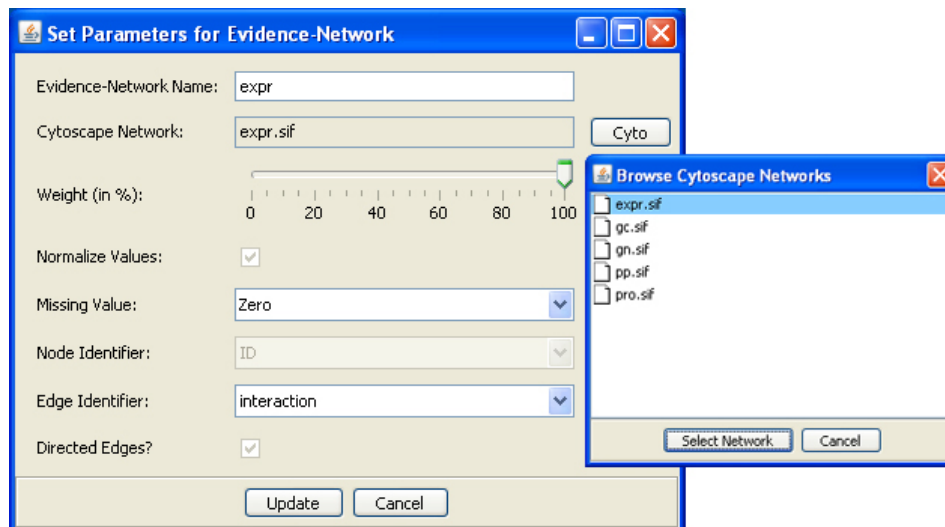 Set Parameters for Evidence-Network
Evidence-Network Name: expr
Cytoscape Network: expr.sif Cyto
Weight (in %):
0 20 40 60 80 100
Normalize Values:
Missing Value: Zero
Node Identifier: ID
Edge Identifier: interaction
Directed Edges?
Update Cancel
Browse Cytoscape Networks
expr.sif
gc.sif
gn.sif
pp.sif
pro.sif
Select Network Cancel